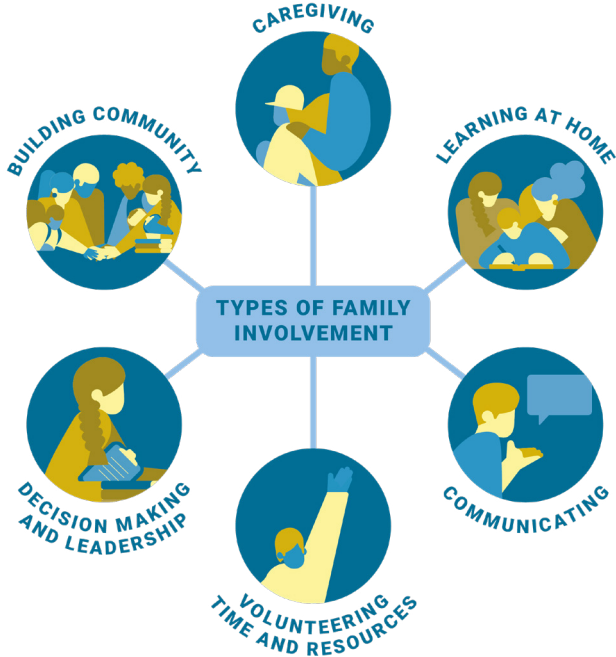 CAREGIVING
BUILDING COMMUNITY
LEARNING AT HOME
TYPES OF FAMILY
INVOLVEMENT
DECISION MAKING
AND LEADERSHIP
COMMUNICATING
VOLUNTEERING
TIME AND RESOURCES